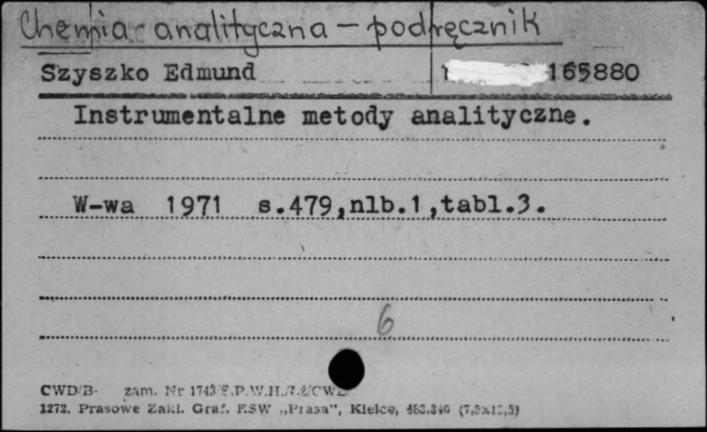 Chemia analityczna - podręcznik
Szyszko Edmund 165880
Instrumentalne metody analityczne.
W-wa 1971 s.479,nlb.1,tabl.3.
6
CWD/B- zam. Nr
1272. Prasowe Zakl. Graf. RSW „Prasa", Kielce,